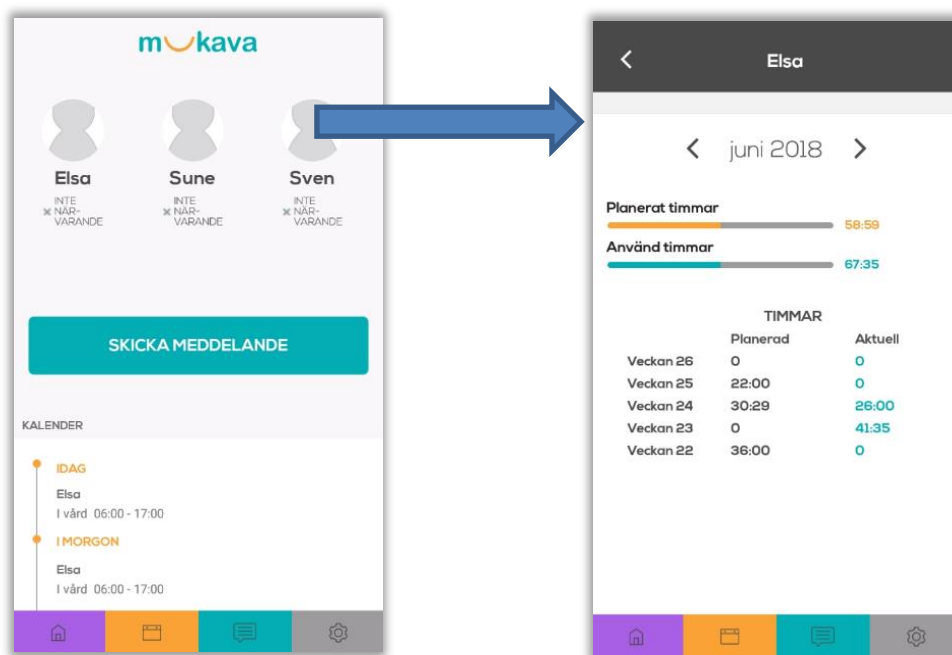 mukava
Elsa Sune Sven
INTE INTE INTE
× NÄR- × NÄR- × NÄR-
VARANDE VARANDE VARANDE
SKICKA MEDDELANDE
KALENDER
IDAG
Elsa
I vård 06:00 - 17:00
I MORGON
Elsa
I vård 06:00 - 17:00
Elsa
juni 2018
Planerat timmar
58:59
Använd timmar
67:35
TIMMAR
Planerad Aktuell
Veckan 26 0 0
Veckan 25 22:00 0
Veckan 24 30:29 26:00
Veckan 23 0 41:35
Veckan 22 36:00 0